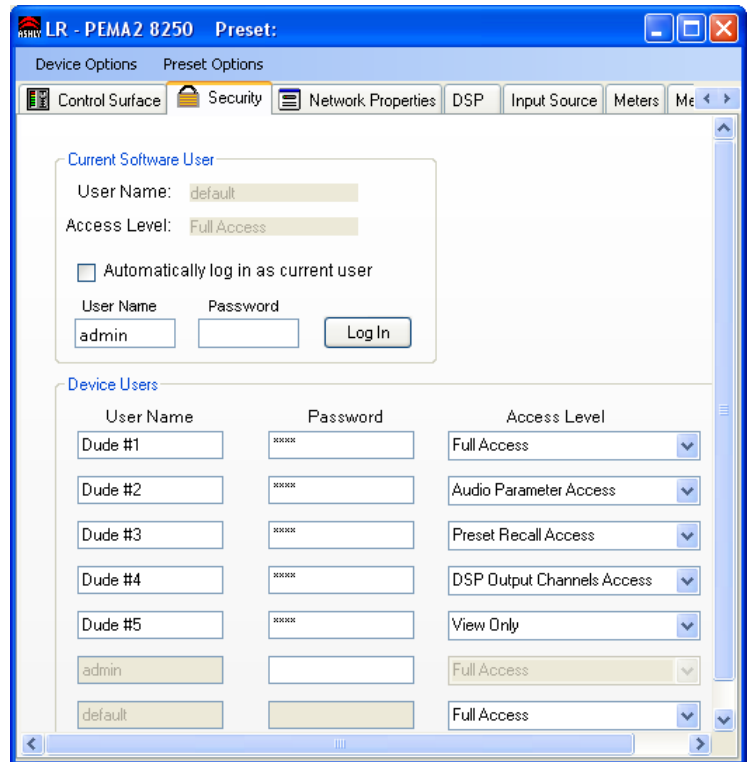 ASHLY LR - PEMA2 8250 Preset:
Device Options Preset Options
Control Surface Security Network Properties DSP Input Source Meters Me
Current Software User
User Name: default
Access Level: Full Access
Automatically log in as current user
User Name Password
admin Log In
Device Users
User Name Password Access Level
Dude #1 **** Full Access
Dude #2 **** Audio Parameter Access
Dude #3 **** Preset Recall Access
Dude #4 **** DSP Output Channels Access
Dude #5 **** View Only
admin Full Access
default Full Access